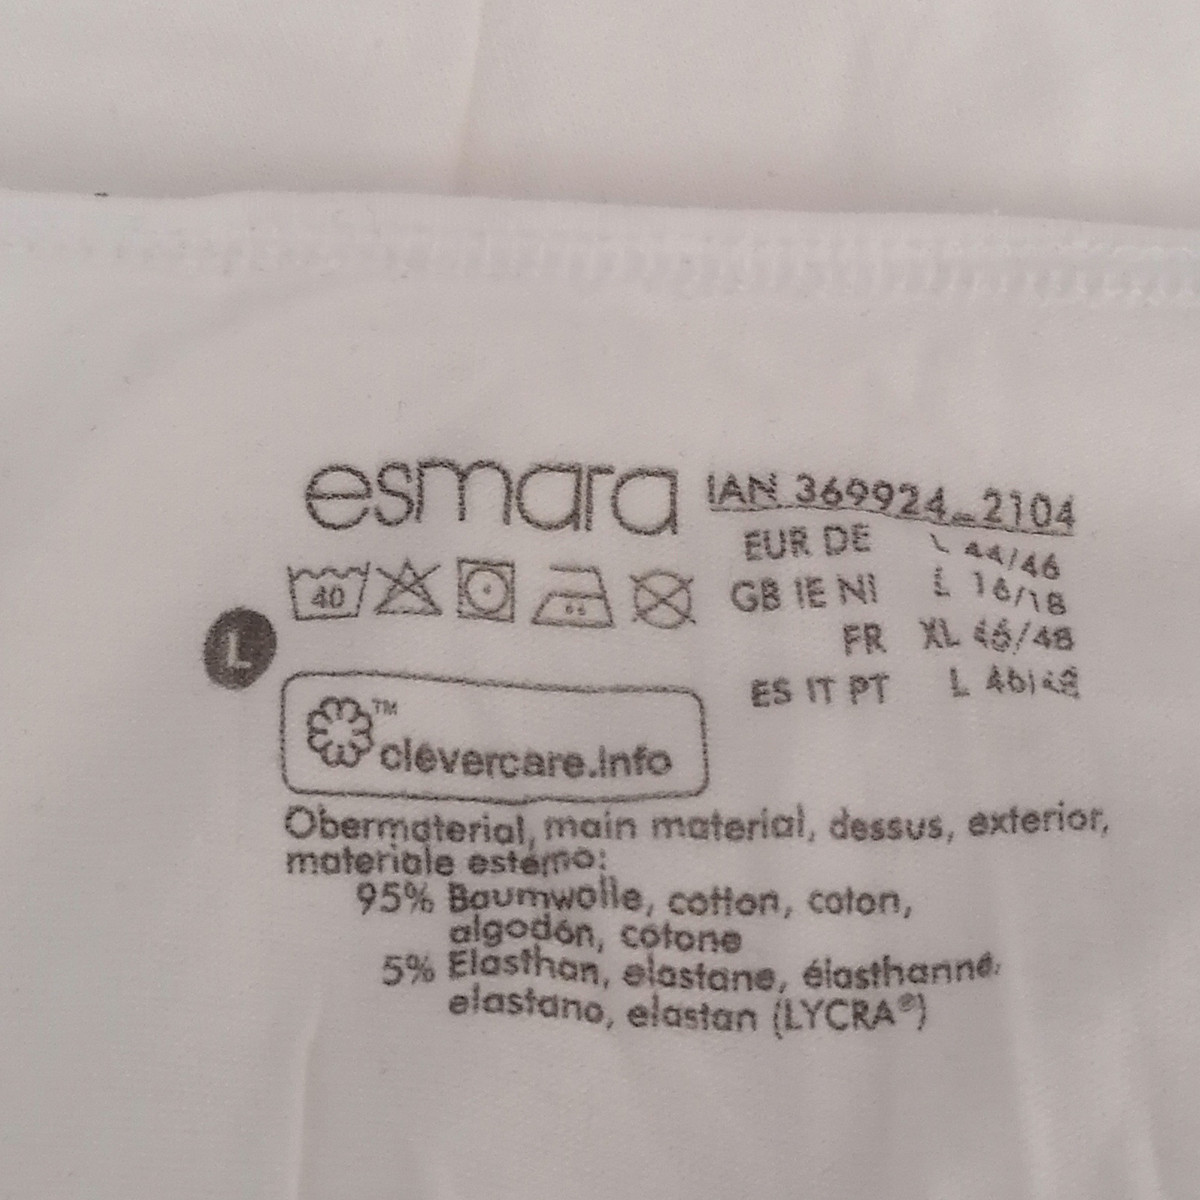 esmara IAN 369924_2104
EUR DE L 44/46
40
GB IE NI L 16/18
L
FR XL 46/48
ES IT PT L
™
clevercare.info
Obermaterial, main material, dessus, exterior,
materiale esterno:
95% Baumwolle, cotton, coton,
algodón, cotone
5% Elasthan, elastane, élasthanne,
elastano, elastan (LYCRA®)